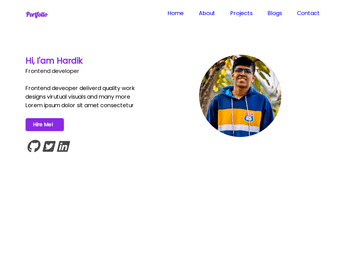 Portfolio
Home About Projects Blogs Contact
Hi, I'am Hardik
Frontend developer
Frontend deveoper deliverd quality work
designs virutual visuals and many more
Lorem ipsum dolor sit amet consectetur
Hire Me!